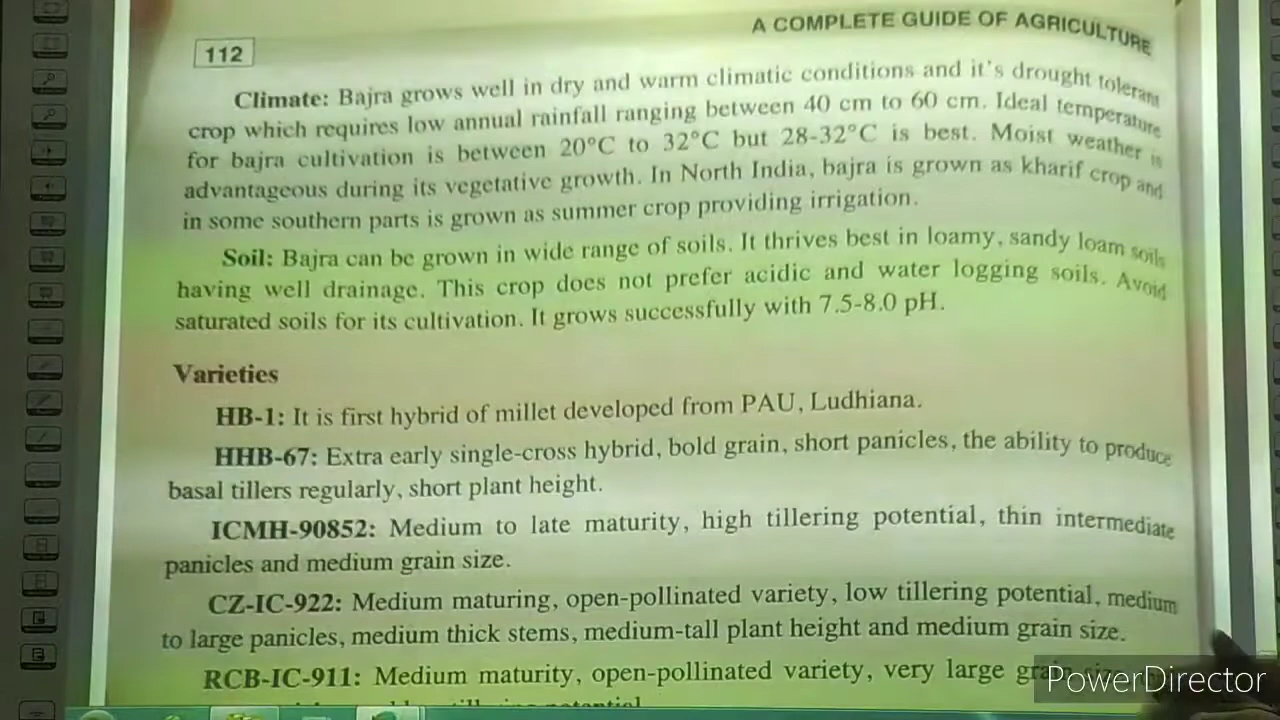 A COMPLETE GUIDE OF AGRICULTURE
112
Climate: Bajra grows well in dry and warm climatic conditions and it's drought tolerant
crop which requires low annual rainfall ranging between 40 cm to 60 cm. Ideal temperature
for bajra cultivation is between 20°C to 32°C but 28-32°C is best. Moist weather is
advantageous during its vegetative growth. In North India, bajra is grown as kharif crop and
in some southern parts is grown as summer crop providing irrigation.
Soil: Bajra can be grown in wide range of soils. It thrives best in loamy, sandy loam soils
having well drainage. This crop does not prefer acidic and water logging soils. Avoid
saturated soils for its cultivation. It grows successfully with 7.5-8.0 pH.
Varieties
HB-1: It is first hybrid of millet developed from PAU, Ludhiana.
HHB-67: Extra early single-cross hybrid, bold grain, short panicles, the ability to produce
basal tillers regularly, short plant height.
ICMH-90852: Medium to late maturity, high tillering potential, thin intermediate
panicles and medium grain size.
CZ-IC-922: Medium maturing, open-pollinated variety, low tillering potential, medium
to large panicles, medium thick stems, medium-tall plant height and medium grain size.
RCB-IC-911: Medium maturity, open-pollinated variety, very large grain size
potential
PowerDirector